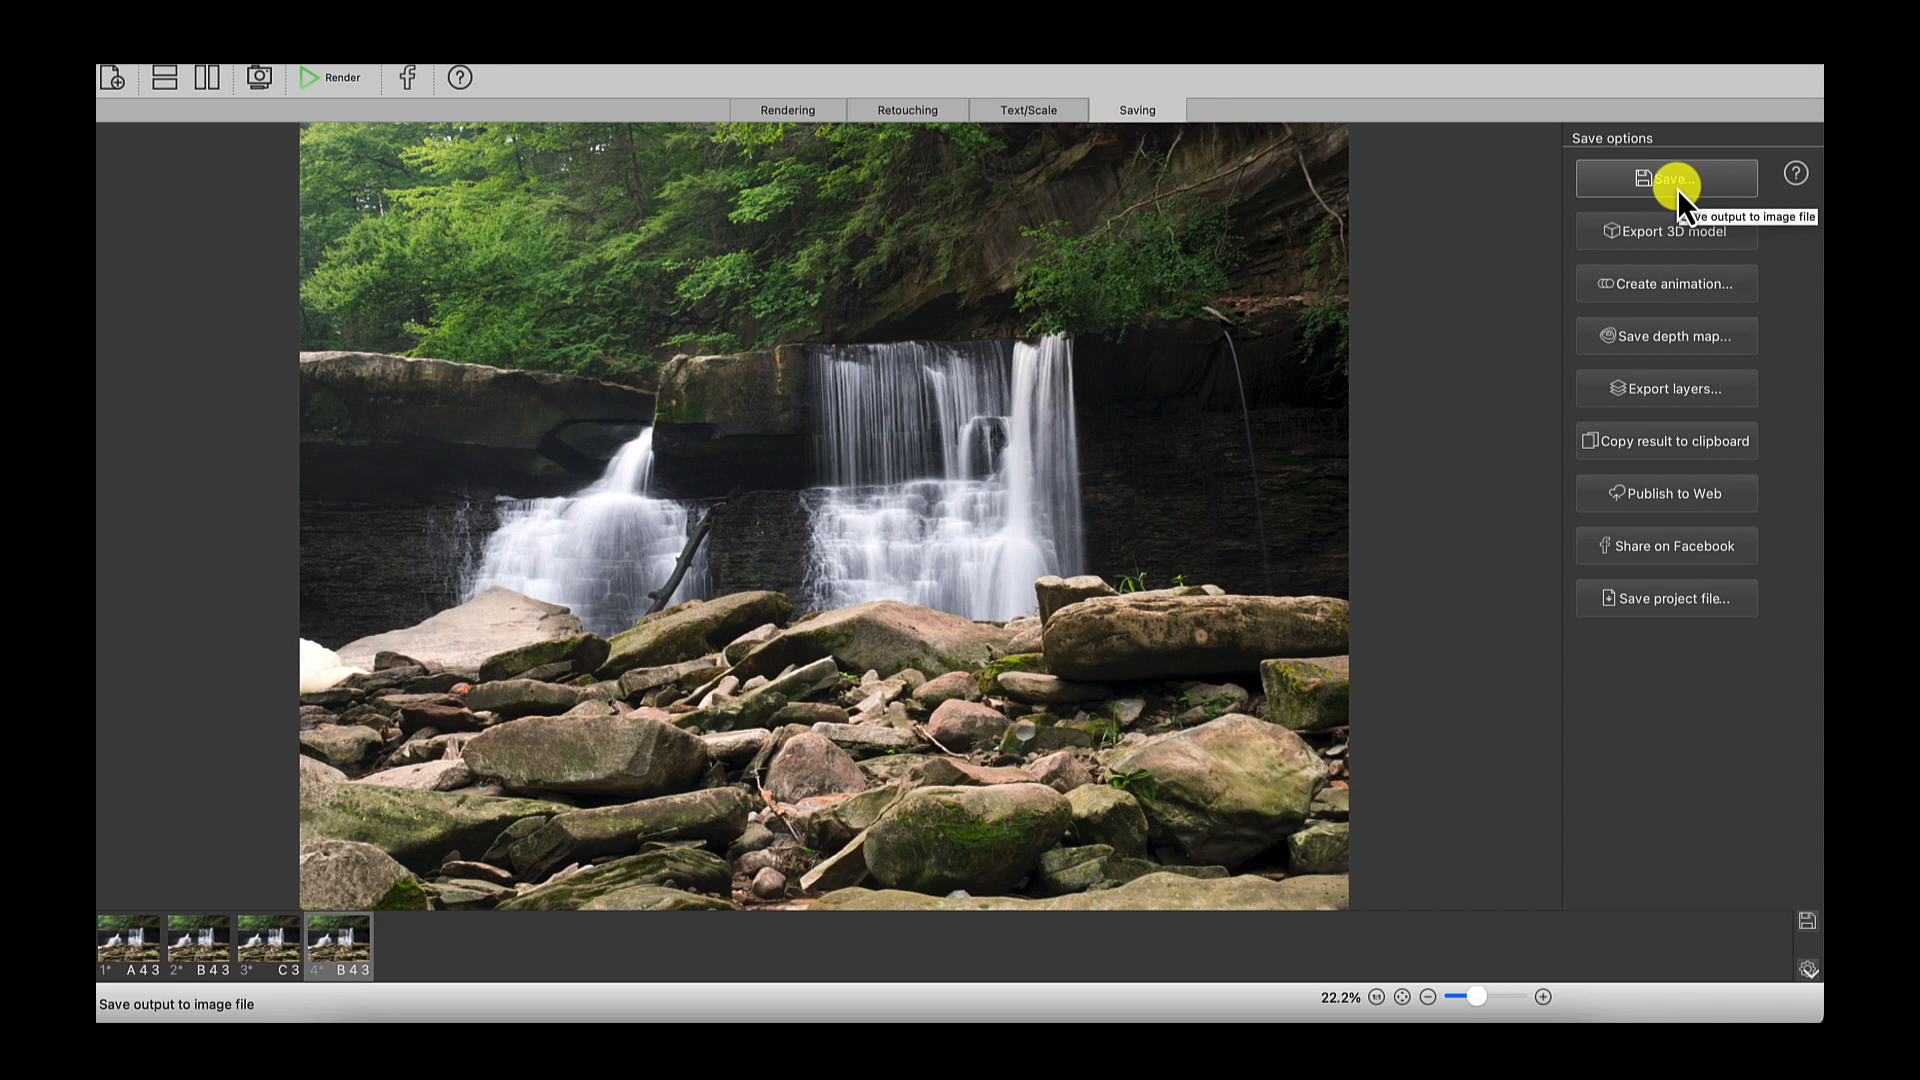 Render
Rendering
Retouching
Text/Scale
Saving
Save options
Save...
output to image file
Export 3D model
Create animation...
Save depth map...
Export layers...
Copy result to clipboard
Publish to Web
Share on Facebook
Save project file...
1* A 4 3
2* B 4 3
3* C 3
4* B 4 3
Save output to image file
22.2%